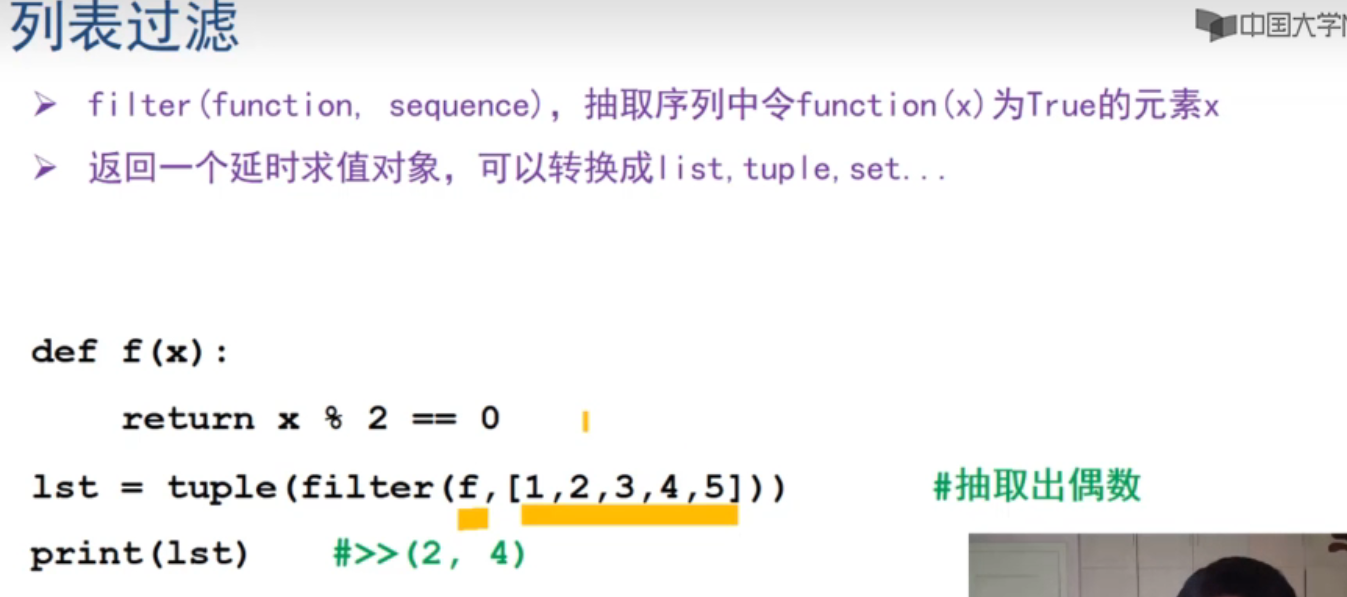 列表过滤
中国大学
filter(function, sequence)，抽取序列中令function(x)为True的元素x
返回一个延时求值对象，可以转换成list,tuple,set...
def f(x):
    return x % 2 == 0
lst = tuple(filter(f,[1,2,3,4,5]))    #抽取出偶数
print(lst)    #>>(2, 4)